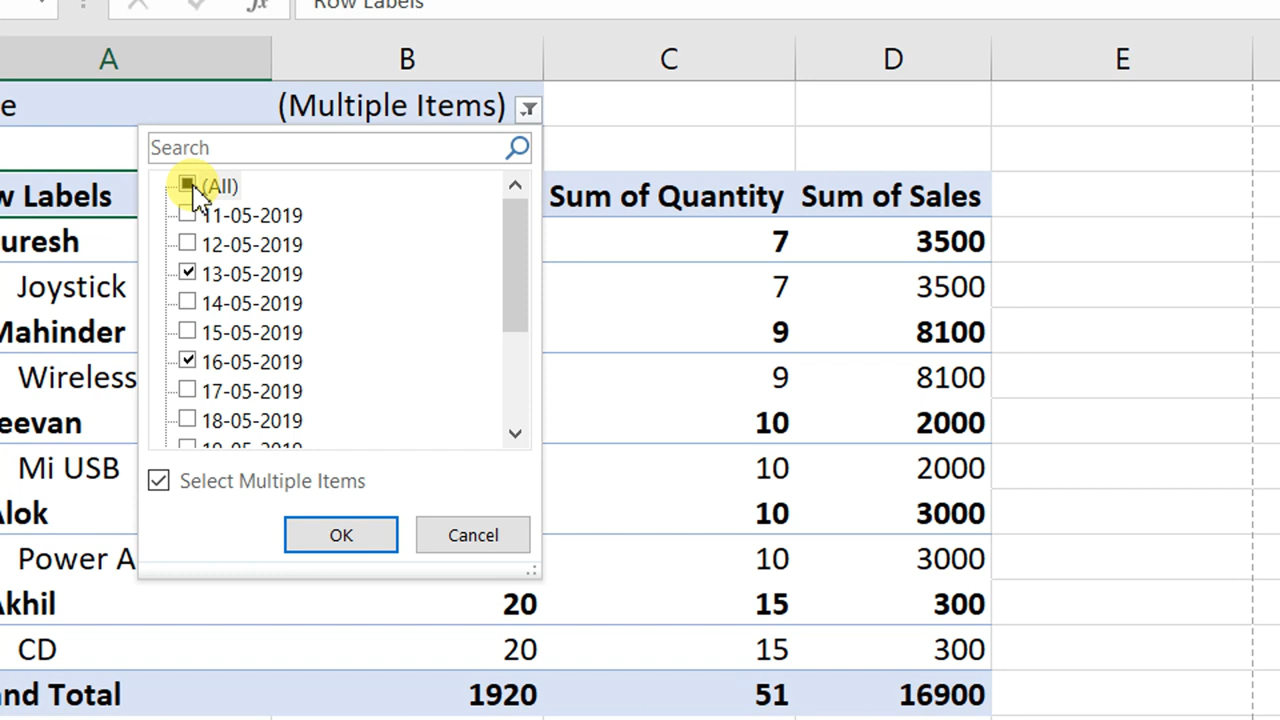 Row Labels
A B C D E
e (Multiple Items)
Search
(All)
11-05-2019
12-05-2019
13-05-2019
14-05-2019
15-05-2019
16-05-2019
17-05-2019
18-05-2019
19-05-2019
Select Multiple Items
OK Cancel
w Labels Sum of Quantity Sum of Sales
uresh 7 3500
Joystick 7 3500
Mahinder 9 8100
Wireless 9 8100
eevan 10 2000
Mi USB 10 2000
Alok 10 3000
Power A 10 3000
Akhil 20 15 300
CD 20 15 300
and Total 1920 51 16900